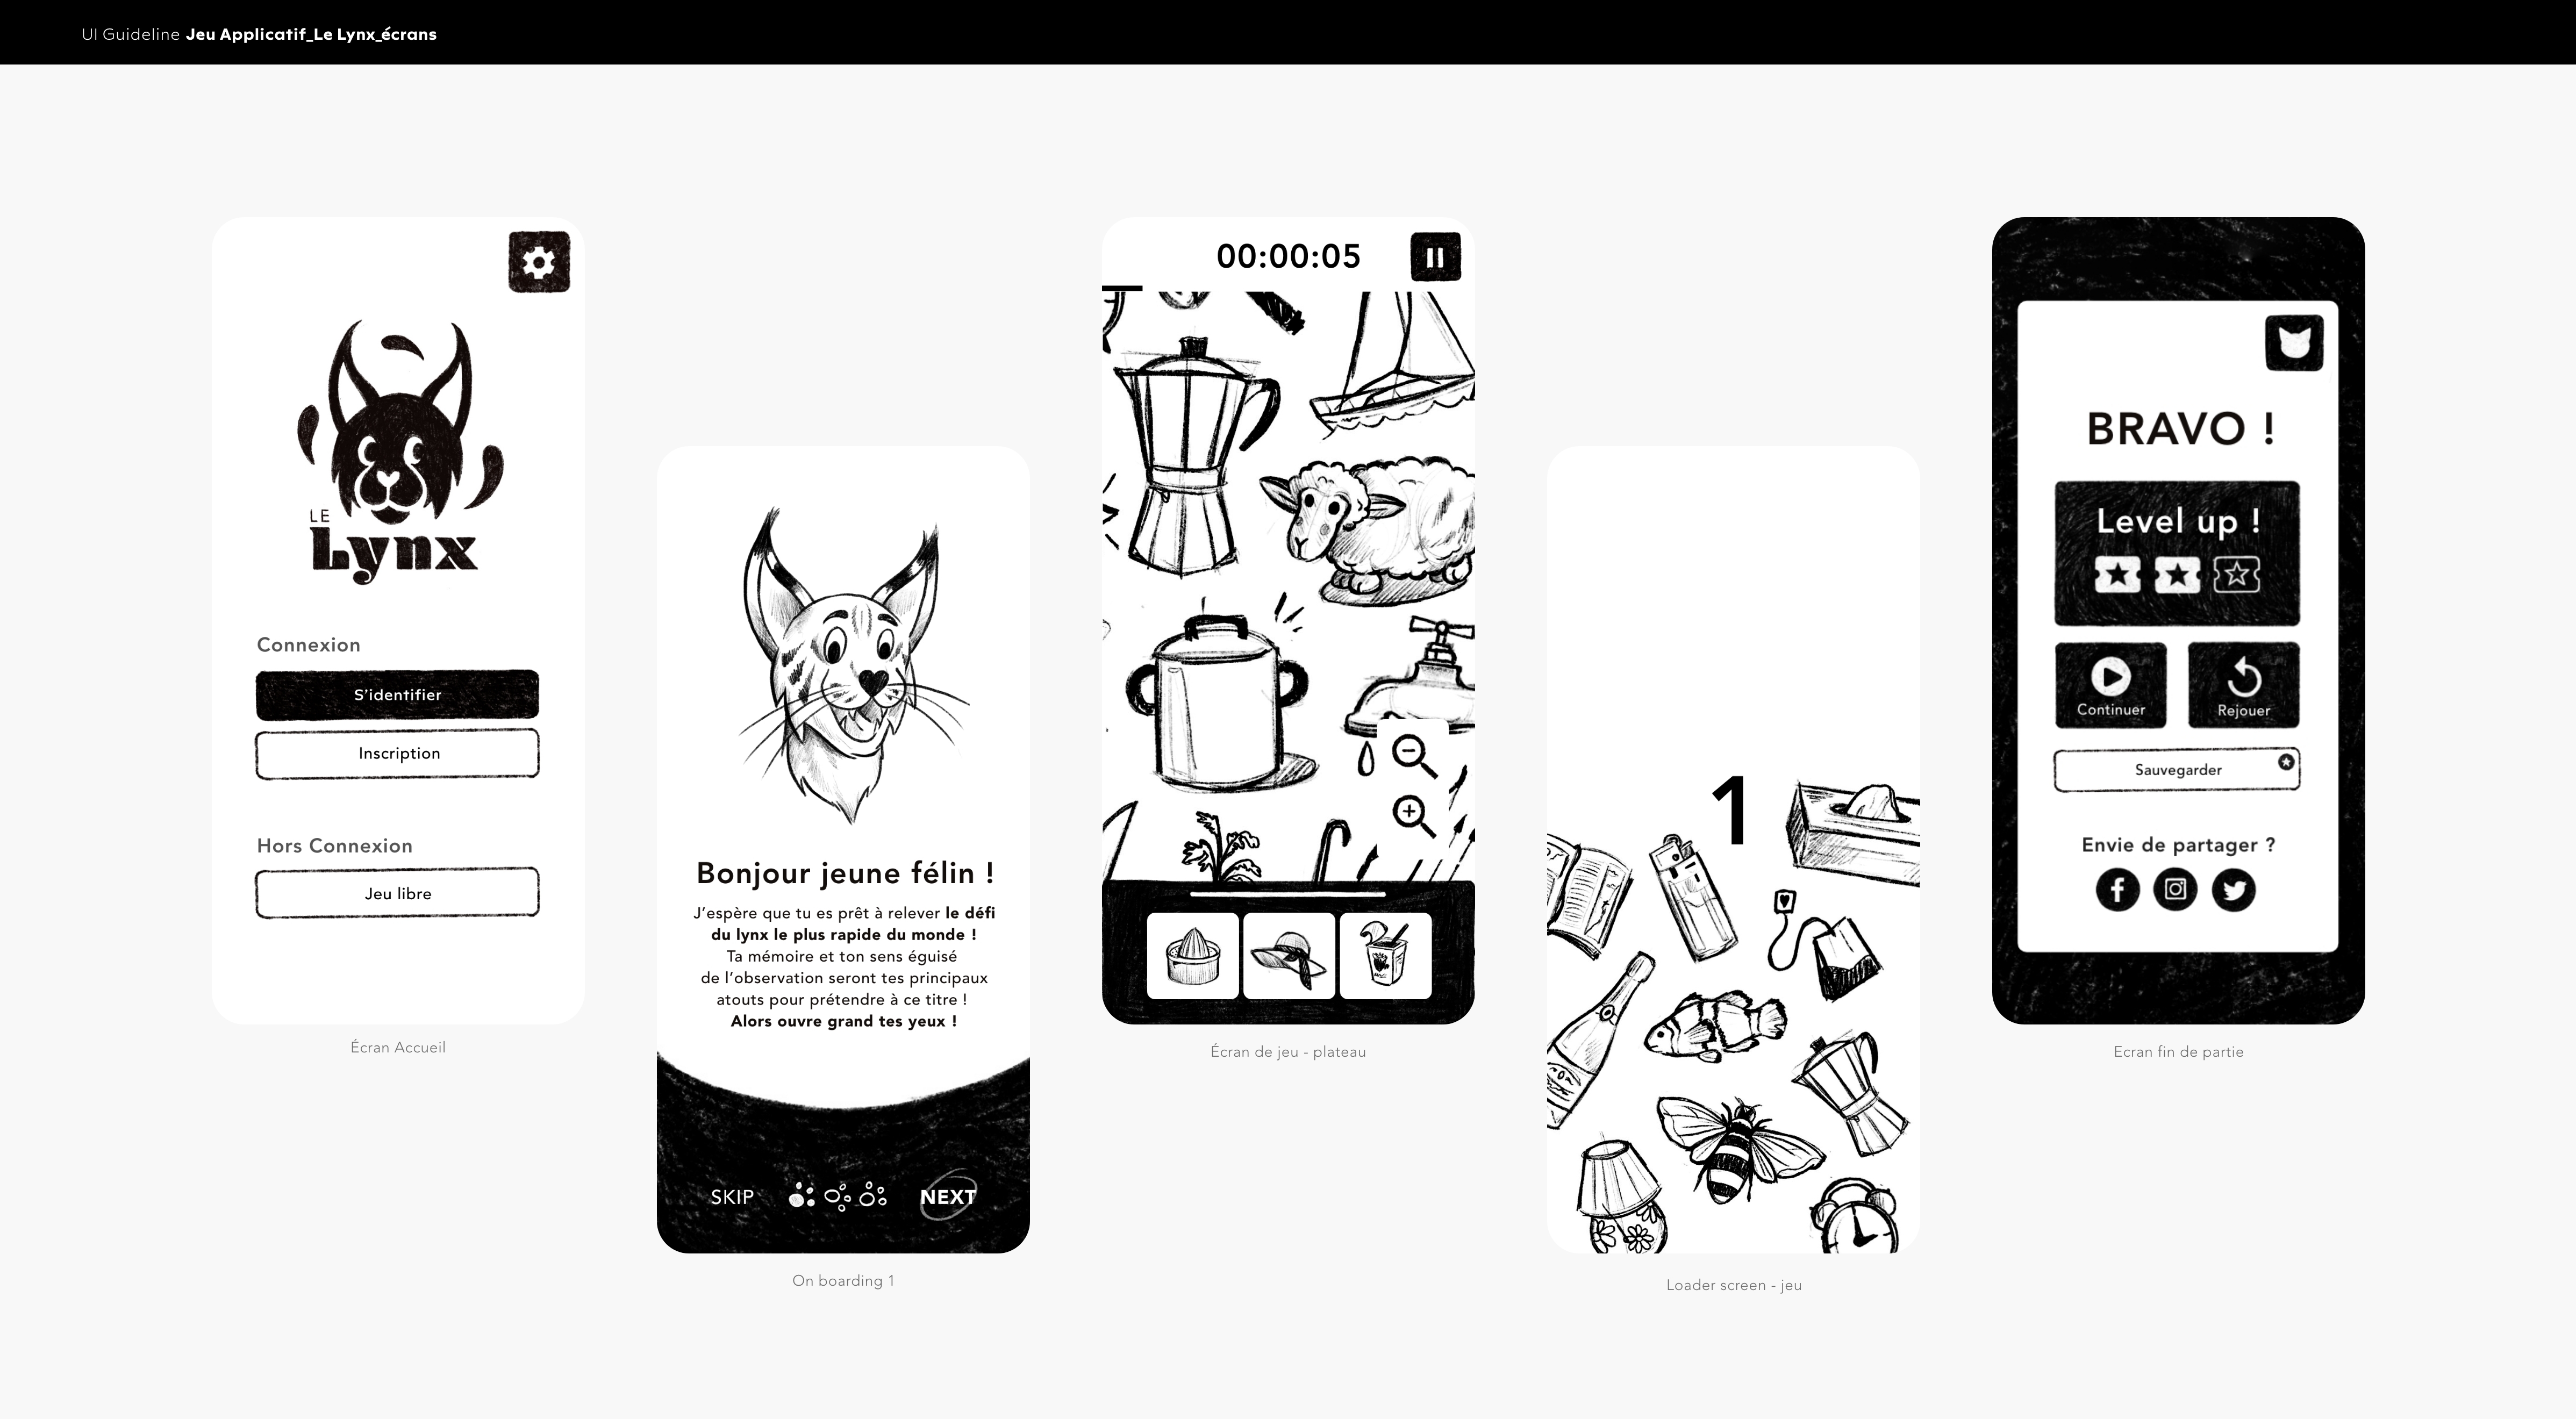 UI Guideline Jeu Applicatif_Le Lynx_écrans
LE
Lynx
Connexion
S’identifier
Inscription
Hors Connexion
Jeu libre
Écran Accueil
Bonjour jeune félin !
J’espère que tu es prêt à relever le défi
du lynx le plus rapide du monde !
Ta mémoire et ton sens éguisé
de l’observation seront tes principaux
atouts pour prétendre à ce titre !
Alors ouvre grand tes yeux !
SKIP
NEXT
On boarding 1
00:00:05
Écran de jeu - plateau
1
Loader screen - jeu
BRAVO !
Level up !
Continuer
Rejouer
Sauvegarder
Envie de partager ?
Ecran fin de partie